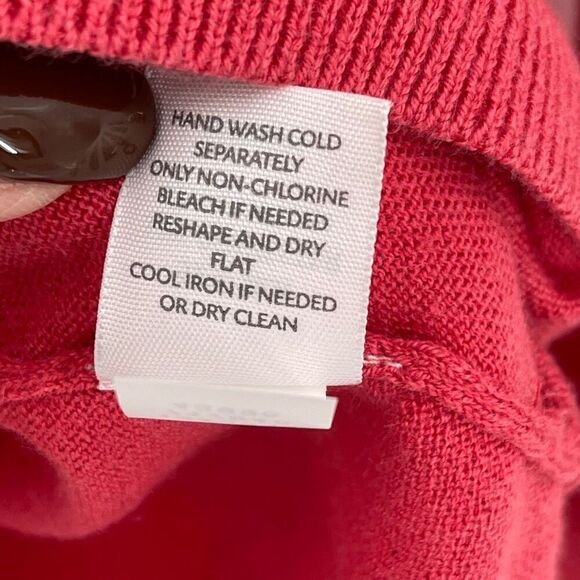 HAND WASH COLD
SEPARATELY
ONLY NON-CHLORINE
BLEACH IF NEEDED
RESHAPE AND DRY
FLAT
COOL IRON IF NEEDED
OR DRY CLEAN